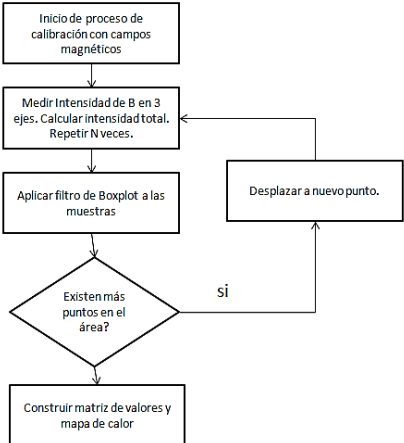 Inicio de proceso de
calibración con campos
magnéticos
Medir Intensidad de B en 3
ejes. Calcular intensidad total.
Repetir N veces.
Aplicar filtro de Boxplot a las
muestras
Desplazar a nuevo punto.
Existen más
puntos en el
área?
si
Construir matriz de valores y
mapa de calor